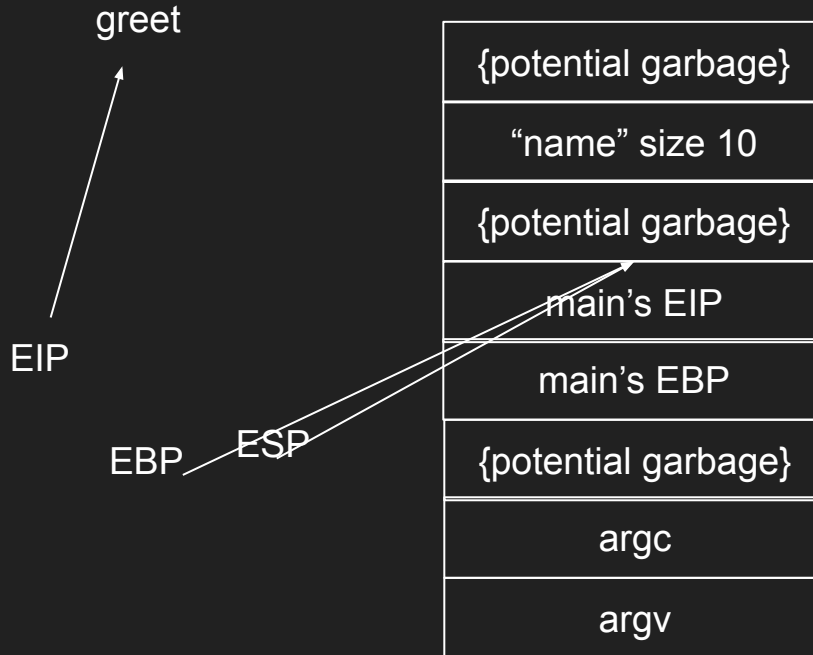 greet
{potential garbage}
“name” size 10
{potential garbage}
main’s EIP
EIP
main’s EBP
EBP
ESP
{potential garbage}
argc
argv